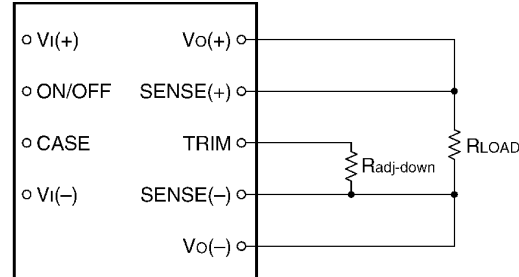 VI(+) VO(+)
ON/OFF SENSE(+)
CASE TRIM
RLOAD
Radj-down
VI(–) SENSE(–)
VO(–)